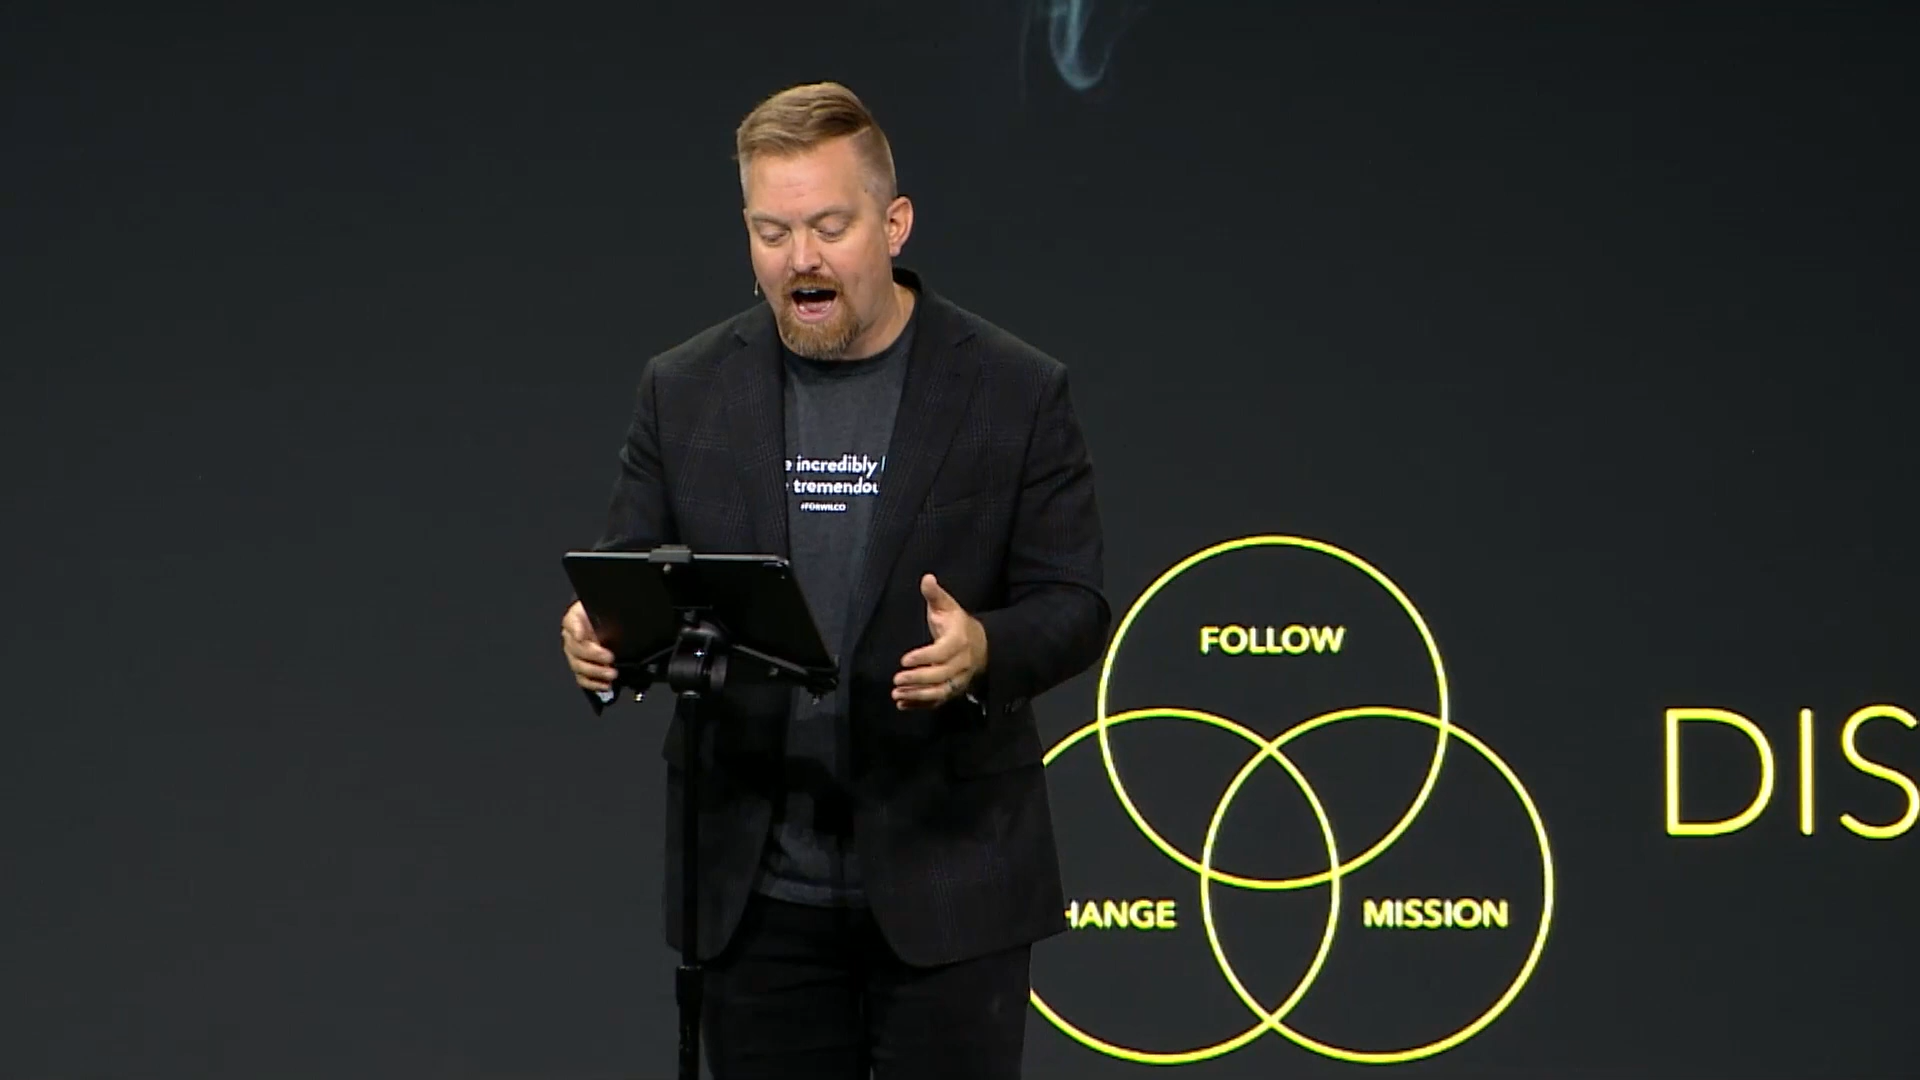 e incredibly
tremendou
#FORWILCO
FOLLOW
HANGE
MISSION
DIS